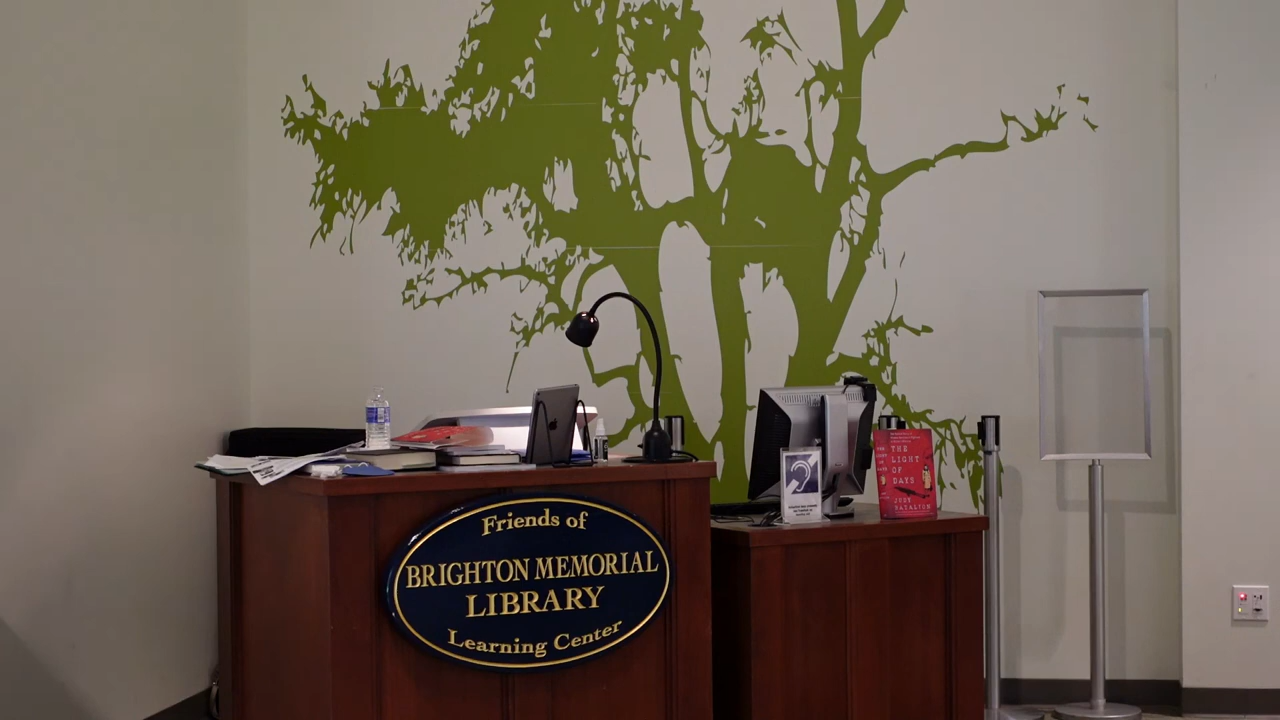 Friends of
BRIGHTON MEMORIAL
LIBRARY
Learning Center
THE
LIGHT
OF
DAYS
JUDY
BATALION